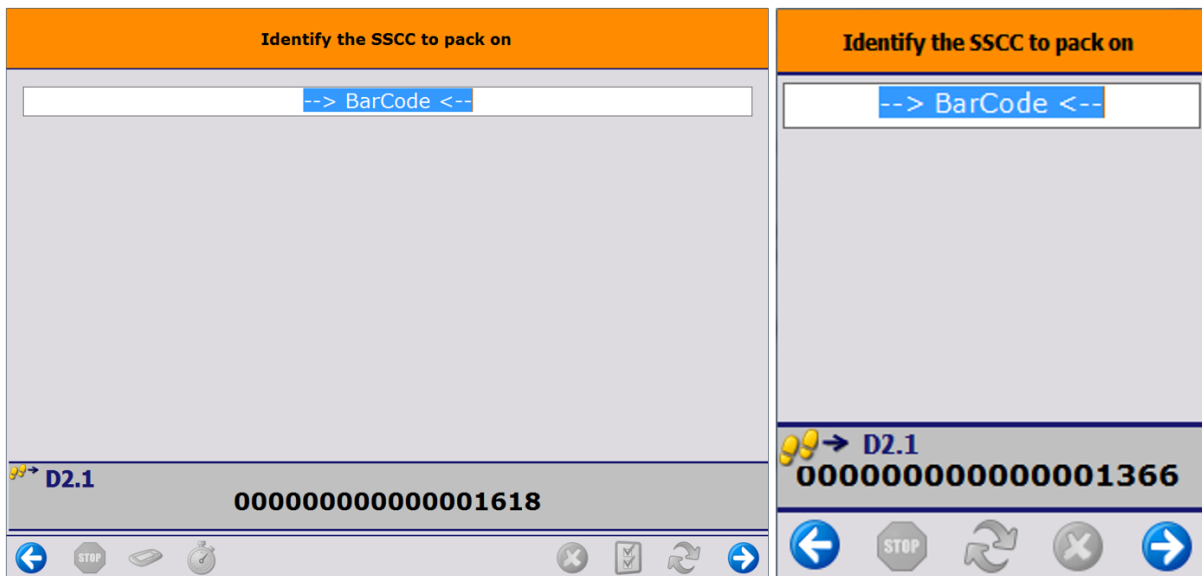 Identify the SSCC to pack on
--> BarCode <--
D2.1
000000000000001618
STOP
Identify the SSCC to pack on
--> BarCode <--
D2.1
000000000000001366
STOP